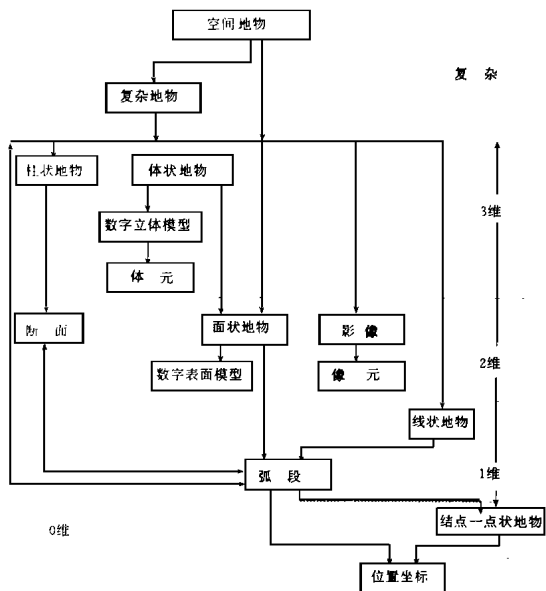 空间地物
复杂
复杂地物
柱状地物
体状地物
3维
数字立体模型
体元
断面
面状地物
影像
2维
数字表面模型
像元
线状地物
弧段
1维
结点一点状地物
0维
位置坐标